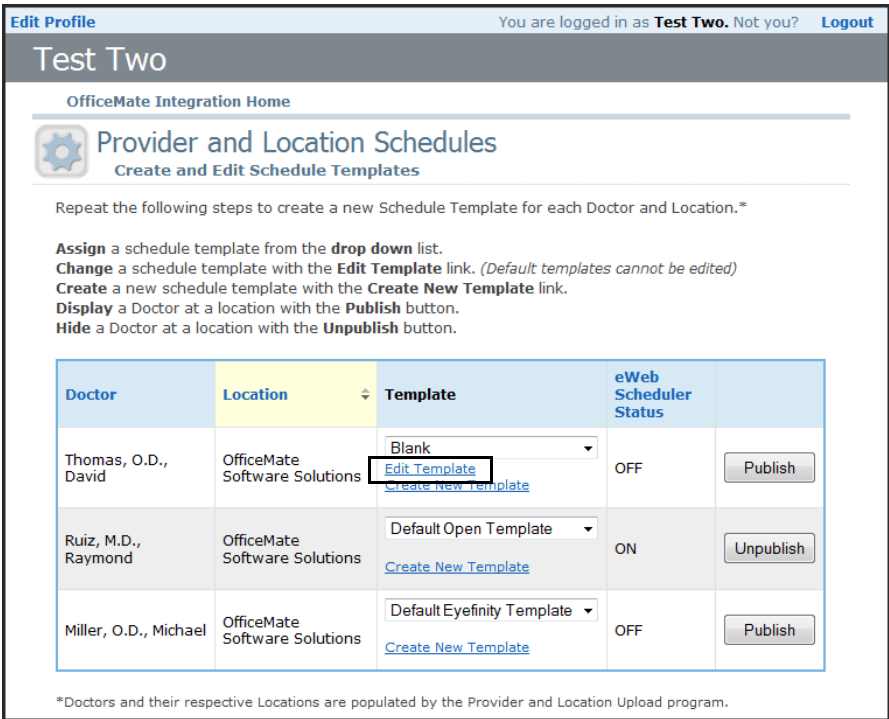 Edit Profile You are logged in as Test Two. Not you? Logout
Test Two
OfficeMate Integration Home
Provider and Location Schedules
Create and Edit Schedule Templates
Repeat the following steps to create a new Schedule Template for each Doctor and Location.*
Assign a schedule template from the drop down list.
Change a schedule template with the Edit Template link. (Default templates cannot be edited)
Create a new schedule template with the Create New Template link.
Display a Doctor at a location with the Publish button.
Hide a Doctor at a location with the Unpublish button.
Doctor Location Template eWeb Scheduler Status
Thomas, O.D., David
OfficeMate Software Solutions
Blank
Edit Template
Create New Template
OFF
Publish
Ruiz, M.D., Raymond
OfficeMate Software Solutions
Default Open Template
Create New Template
ON
Unpublish
Miller, O.D., Michael
OfficeMate Software Solutions
Default Eyefinity Template
Create New Template
OFF
Publish
*Doctors and their respective Locations are populated by the Provider and Location Upload program.